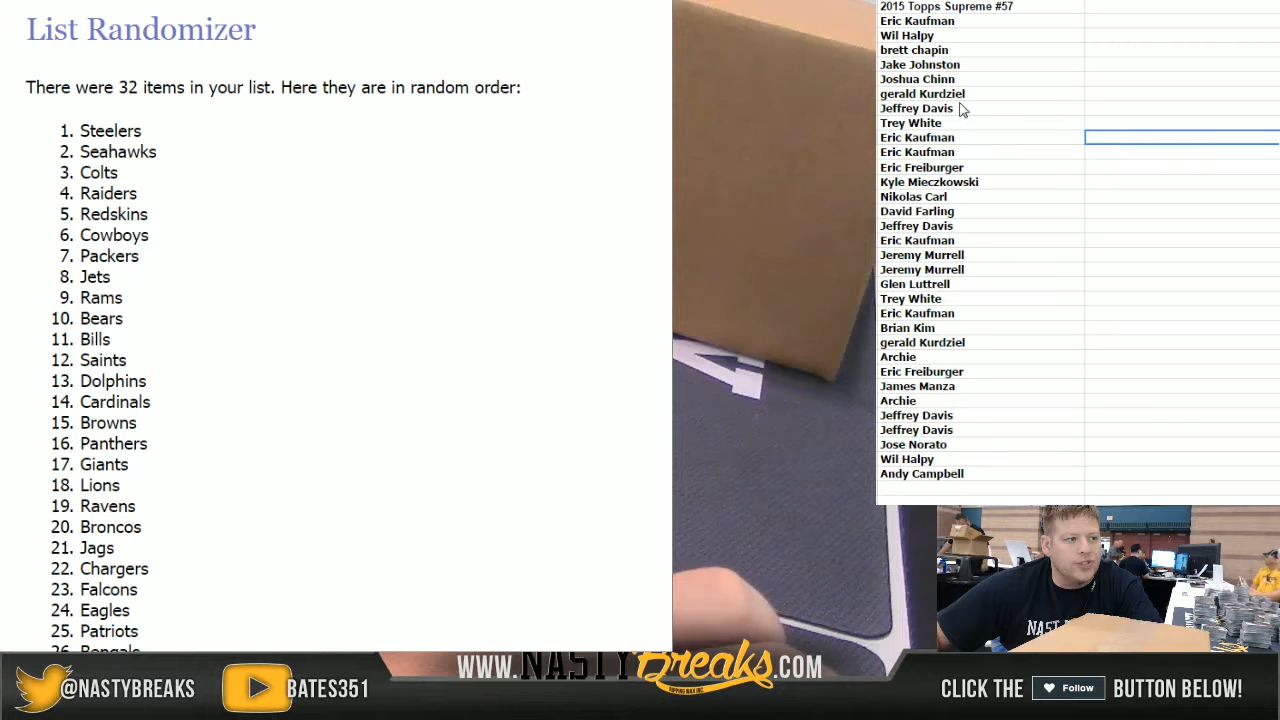 List Randomizer
There were 32 items in your list. Here they are in random order:
1. Steelers
2. Seahawks
3. Colts
4. Raiders
5. Redskins
6. Cowboys
7. Packers
8. Jets
9. Rams
10. Bears
11. Bills
12. Saints
13. Dolphins
14. Cardinals
15. Browns
16. Panthers
17. Giants
18. Lions
19. Ravens
20. Broncos
21. Jags
22. Chargers
23. Falcons
24. Eagles
25. Patriots
26. Bengals
2015 Topps Supreme #57
Eric Kaufman
Wil Halpy
brett chapin
Jake Johnston
Joshua Chinn
gerald Kurdziel
Jeffrey Davis
Trey White
Eric Kaufman
Eric Kaufman
Eric Freiburger
Kyle Mieczkowski
Nikolas Carl
David Farling
Jeffrey Davis
Eric Kaufman
Jeremy Murrell
Jeremy Murrell
Glen Luttrell
Trey White
Eric Kaufman
Brian Kim
gerald Kurdziel
Archie
Eric Freiburger
James Manza
Archie
Jeffrey Davis
Jeffrey Davis
Jose Norato
Wil Halpy
Andy Campbell
@NASTYBREAKS
BATES351
WWW.NASTYBreaks.COM
RIPPING WAX INC.
CLICK THE Follow BUTTON BELOW!